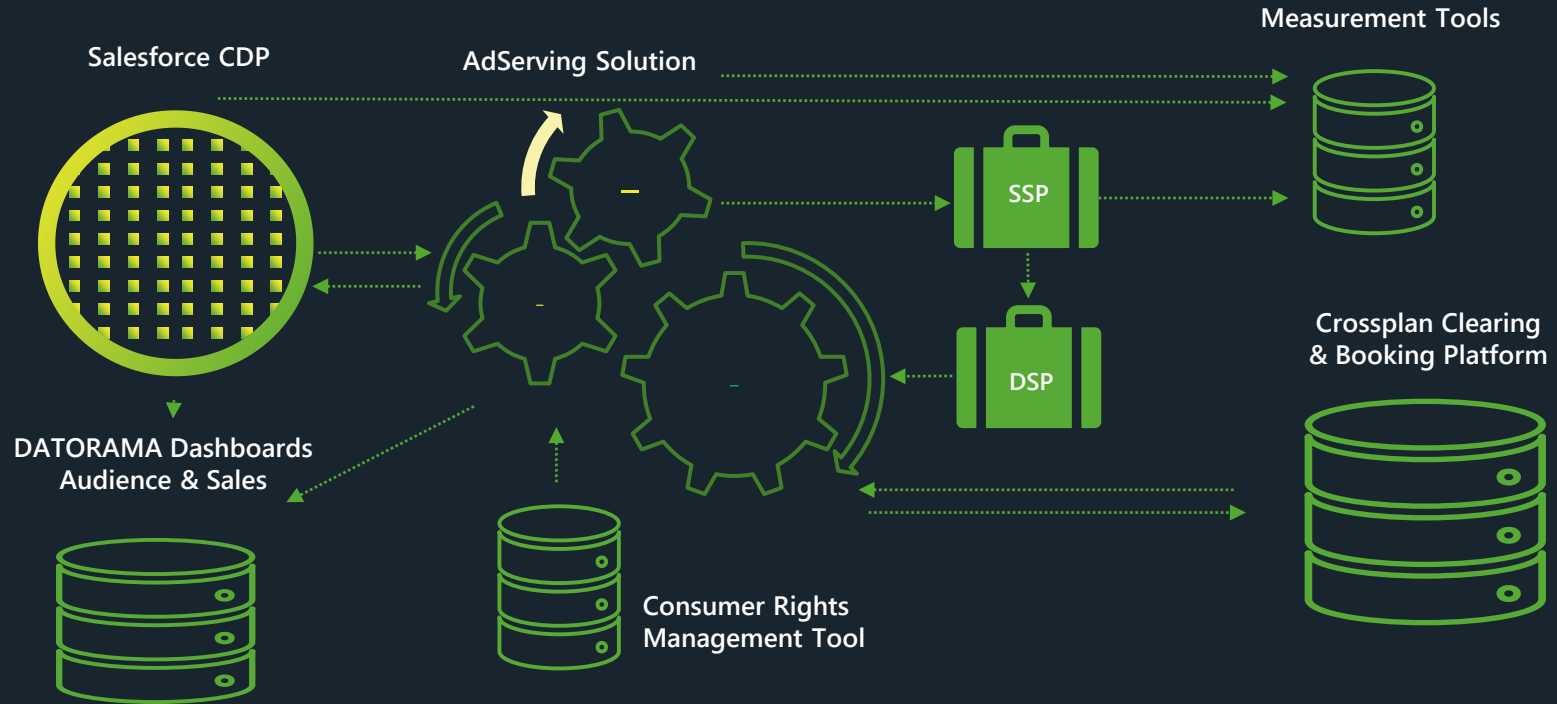 Measurement Tools
Salesforce CDP
AdServing Solution
SSP
Crossplan Clearing
& Booking Platform
DSP
DATORAMA Dashboards
Audience & Sales
Consumer Rights
Management Tool